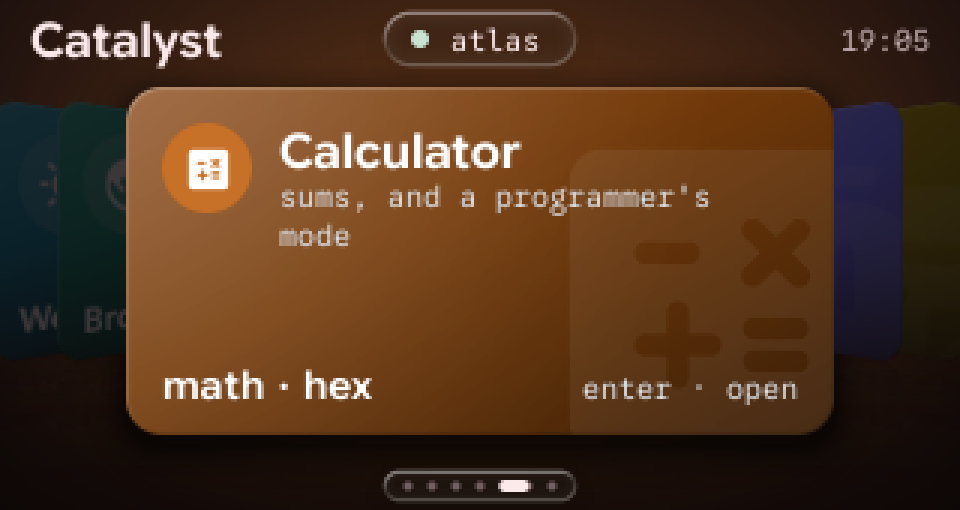 Catalyst
atlas
19:05
Calculator
sums, and a programmer's
mode
math · hex
enter · open